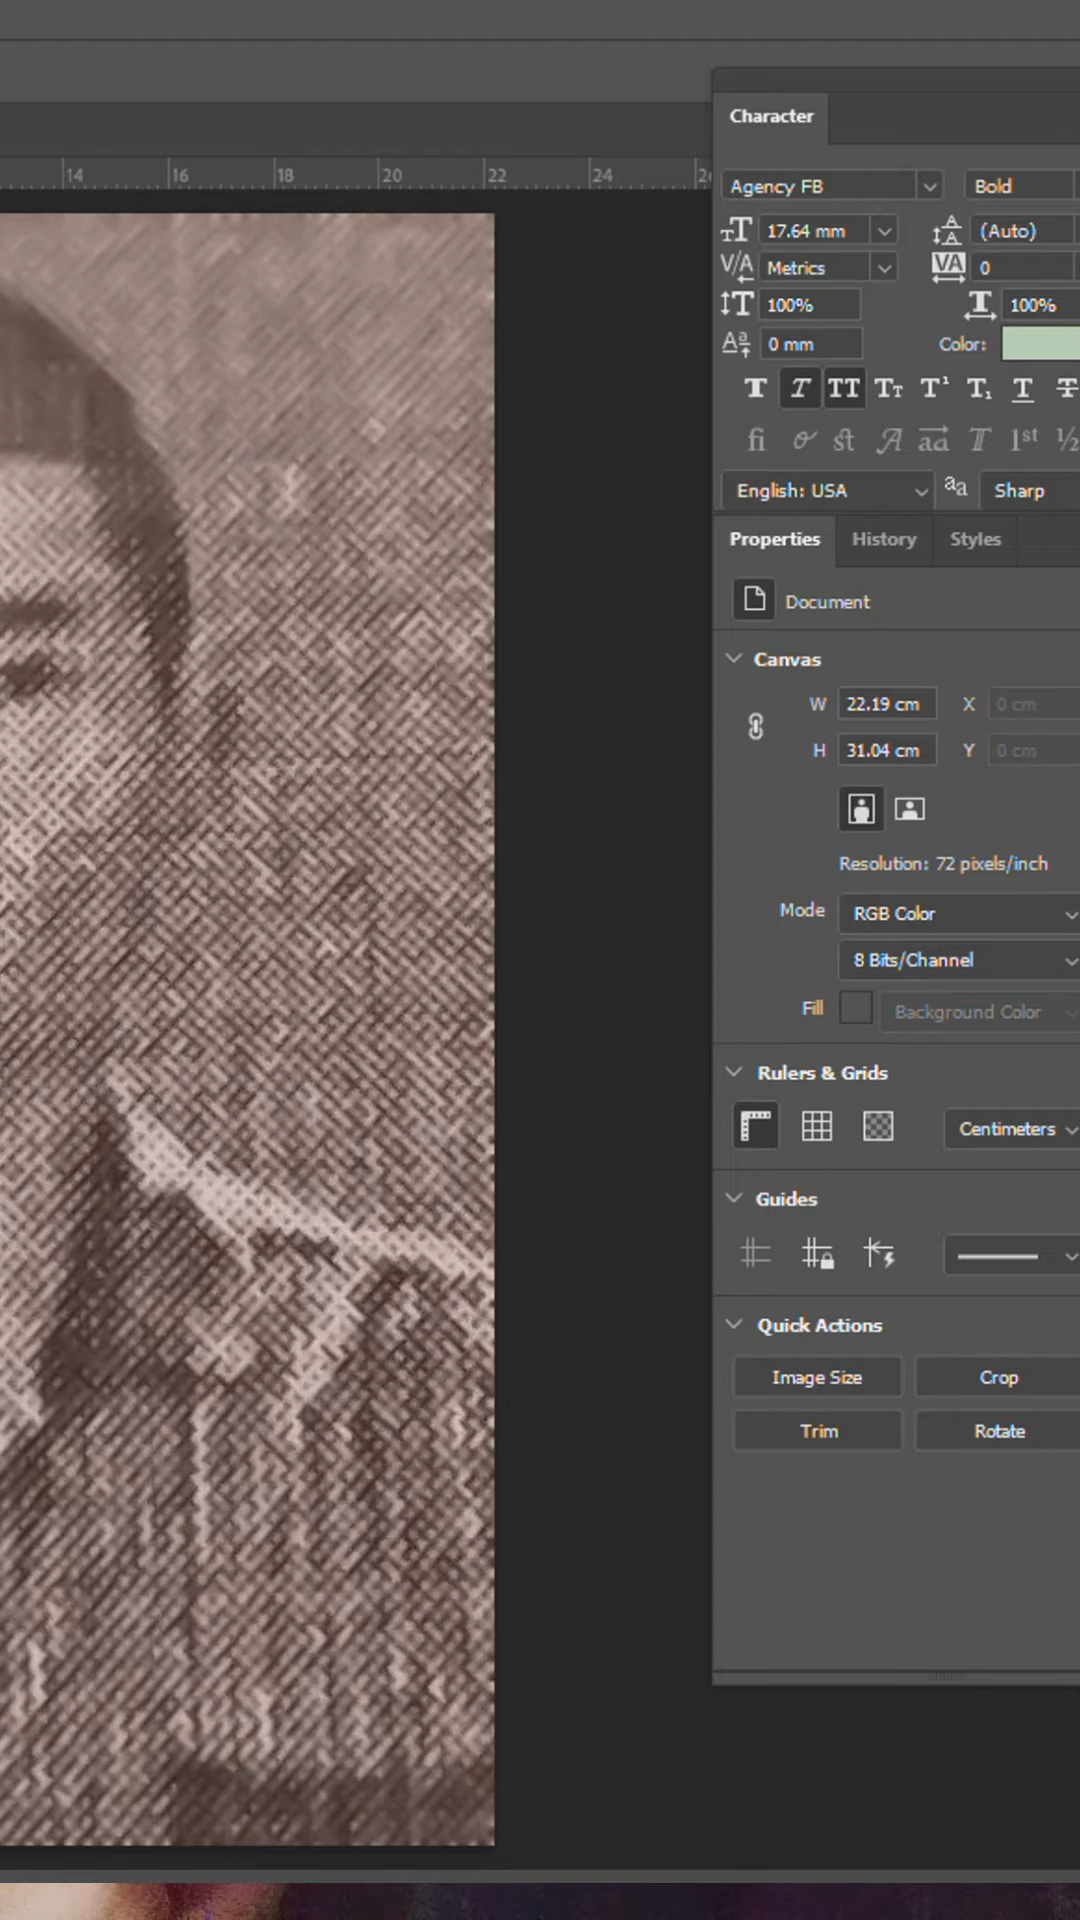 Character
14 16 18 20 22 24
Agency FB Bold
17.64 mm (Auto)
Metrics 0
100% 100%
0 mm Color:
English: USA Sharp
Properties History Styles
Document
Canvas
W 22.19 cm X 0 cm
H 31.04 cm Y 0 cm
Resolution: 72 pixels/inch
Mode RGB Color
8 Bits/Channel
Fill Background Color
Rulers & Grids
Centimeters
Guides
Quick Actions
Image Size Crop
Trim Rotate